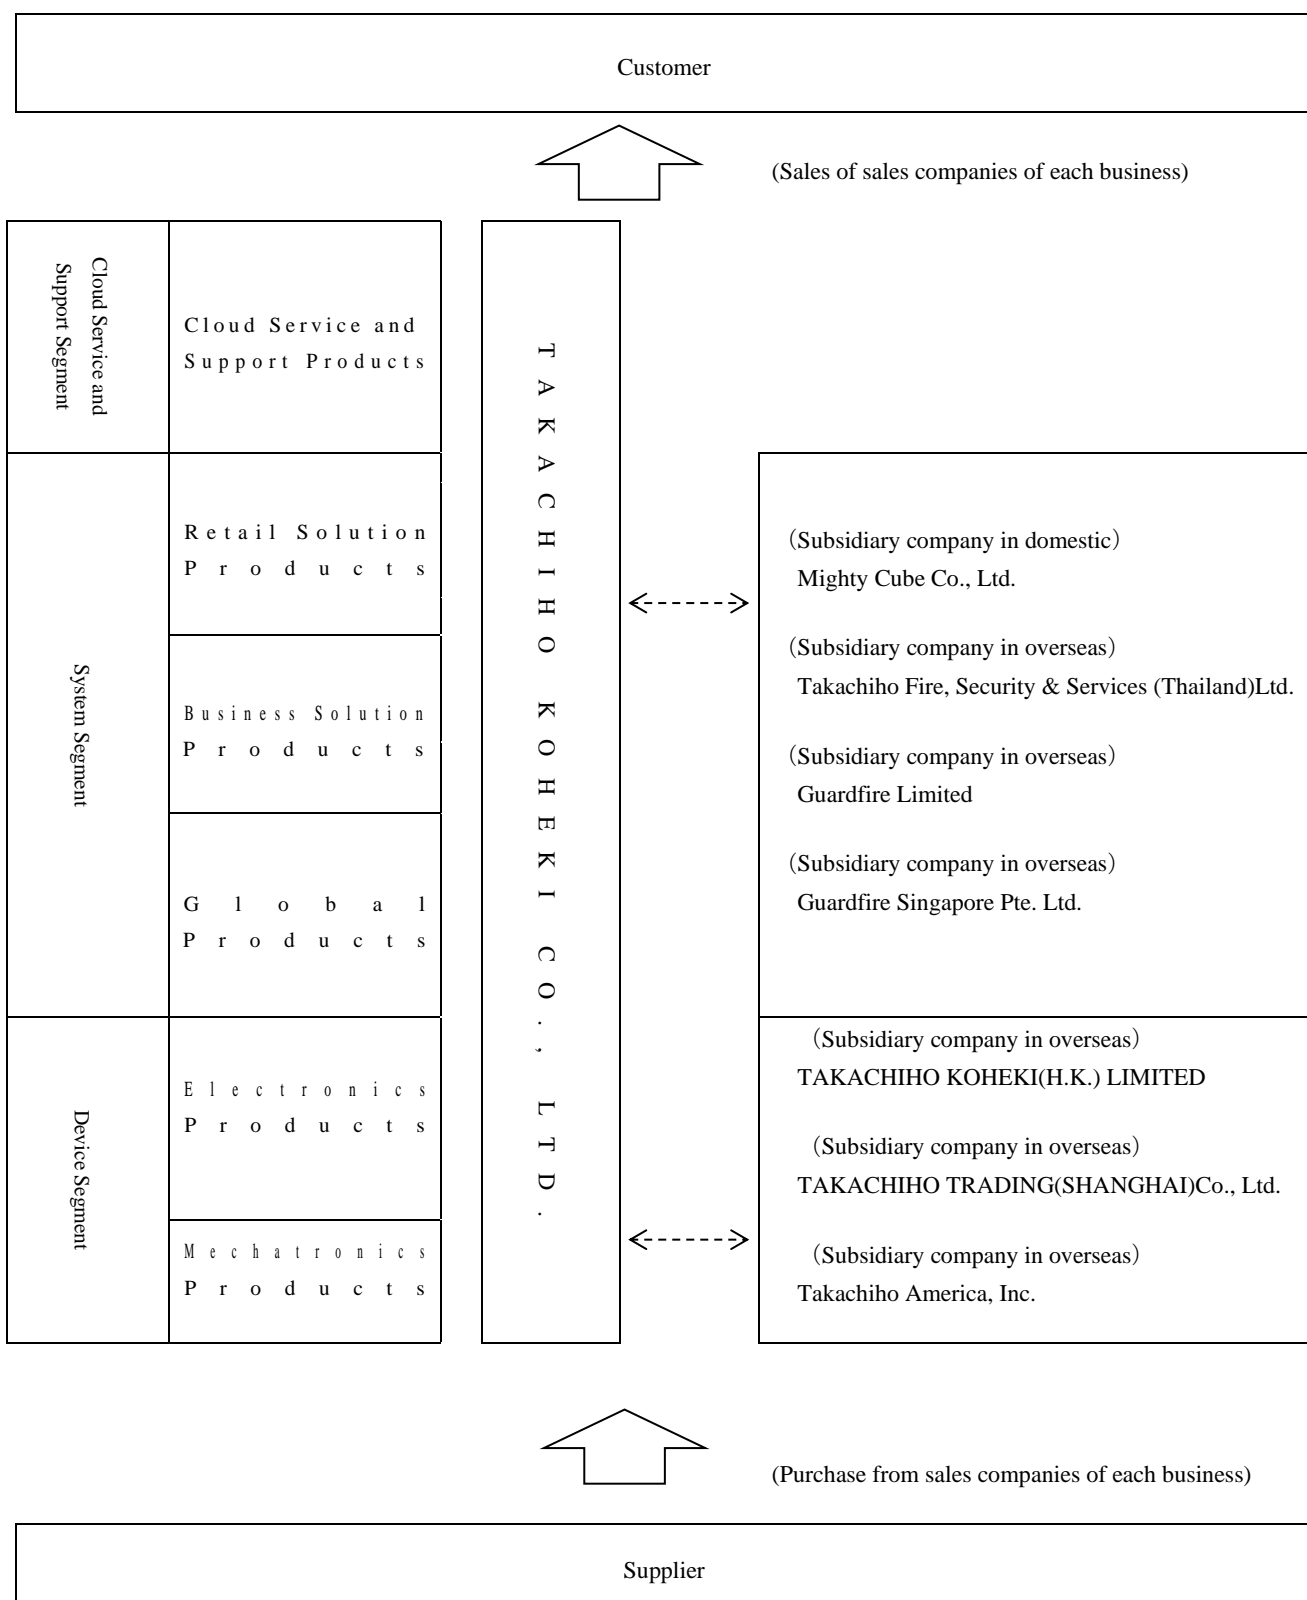 Customer
(Sales of sales companies of each business)
Cloud Service and
Support Segment
Cloud Service and
Support Products
System Segment
Retail Solution
Products
Business Solution
Products
Global
Products
Device Segment
Electronics
Products
Mechatronics
Products
TAKACHIHO KOHEKI CO., LTD.
（Subsidiary company in domestic）
Mighty Cube Co., Ltd.
（Subsidiary company in overseas）
Takachiho Fire, Security & Services (Thailand)Ltd.
（Subsidiary company in overseas）
Guardfire Limited
（Subsidiary company in overseas）
Guardfire Singapore Pte. Ltd.
（Subsidiary company in overseas）
TAKACHIHO KOHEKI(H.K.) LIMITED
（Subsidiary company in overseas）
TAKACHIHO TRADING(SHANGHAI)Co., Ltd.
（Subsidiary company in overseas）
Takachiho America, Inc.
(Purchase from sales companies of each business)
Supplier